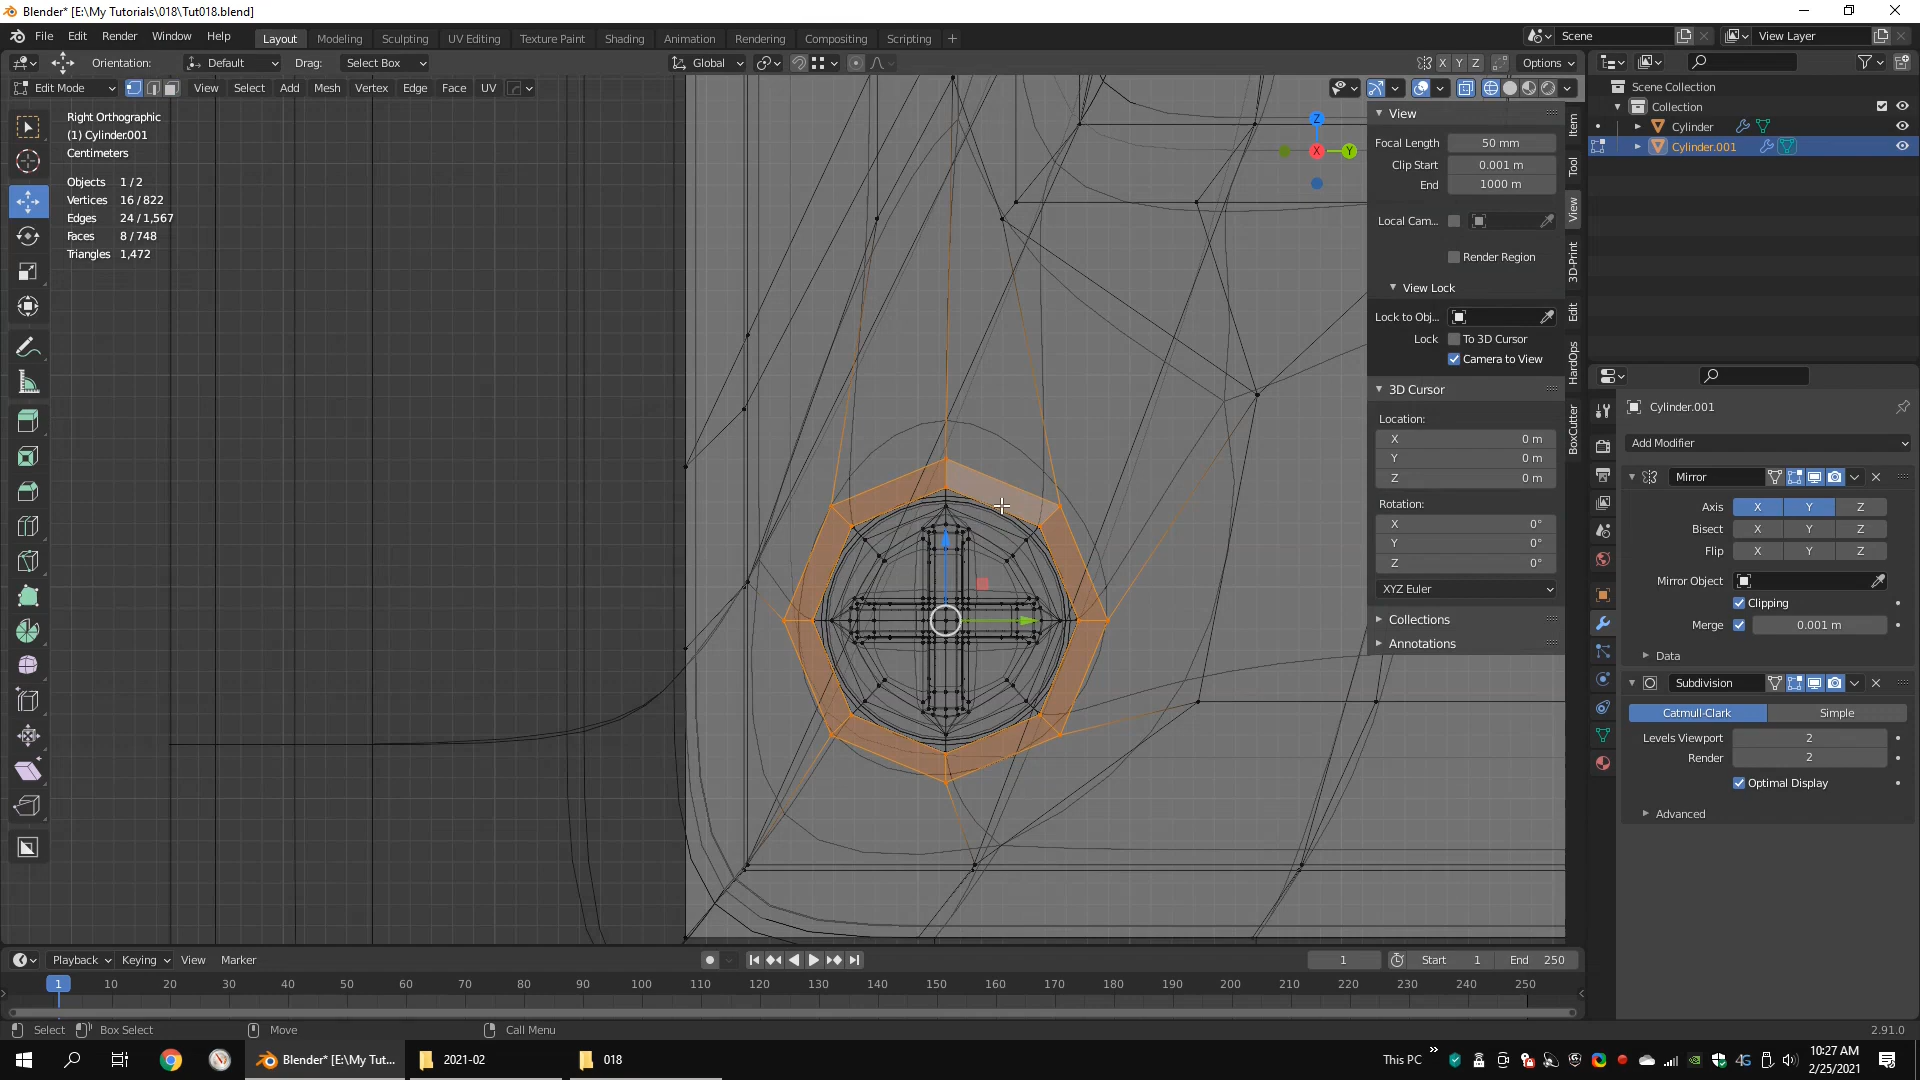 Blender* [E:\My Tutorials\018\Tut018.blend]
File Edit Render Window Help
Layout Modeling Sculpting UV Editing Texture Paint Shading Animation Rendering Compositing Scripting +
Scene View Layer
Orientation: Default Drag: Select Box
Global
X Y Z Options
Edit Mode View Select Add Mesh Vertex Edge Face UV
Right Orthographic
(1) Cylinder.001
Centimeters
Objects 1 / 2
Vertices 16 / 822
Edges 24 / 1,567
Faces 8 / 748
Triangles 1,472
Z
X
Y
View
Focal Length 50 mm
Clip Start 0.001 m
End 1000 m
Local Cam...
Render Region
View Lock
Lock to Obj...
Lock To 3D Cursor
Camera to View
3D Cursor
Location:
X 0 m
Y 0 m
Z 0 m
Rotation:
X 0°
Y 0°
Z 0°
XYZ Euler
Collections
Annotations
Item
Tool
View
3D-Print
Edit
HardOps
BoxCutter
Scene Collection
Collection
Cylinder
Cylinder.001
Cylinder.001
Add Modifier
Mirror
Axis X Y Z
Bisect X Y Z
Flip X Y Z
Mirror Object
Clipping
Merge 0.001 m
Data
Subdivision
Catmull-Clark Simple
Levels Viewport 2
Render 2
Optimal Display
Advanced
Playback Keying View Marker
1 Start 1 End 250
1 10 20 30 40 50 60 70 80 90 100 110 120 130 140 150 160 170 180 190 200 210 220 230 240 250
Select Box Select Move Call Menu 2.91.0
Blender* [E:\My Tut... 2021-02 018
This PC » 4G
10:27 AM
2/25/2021